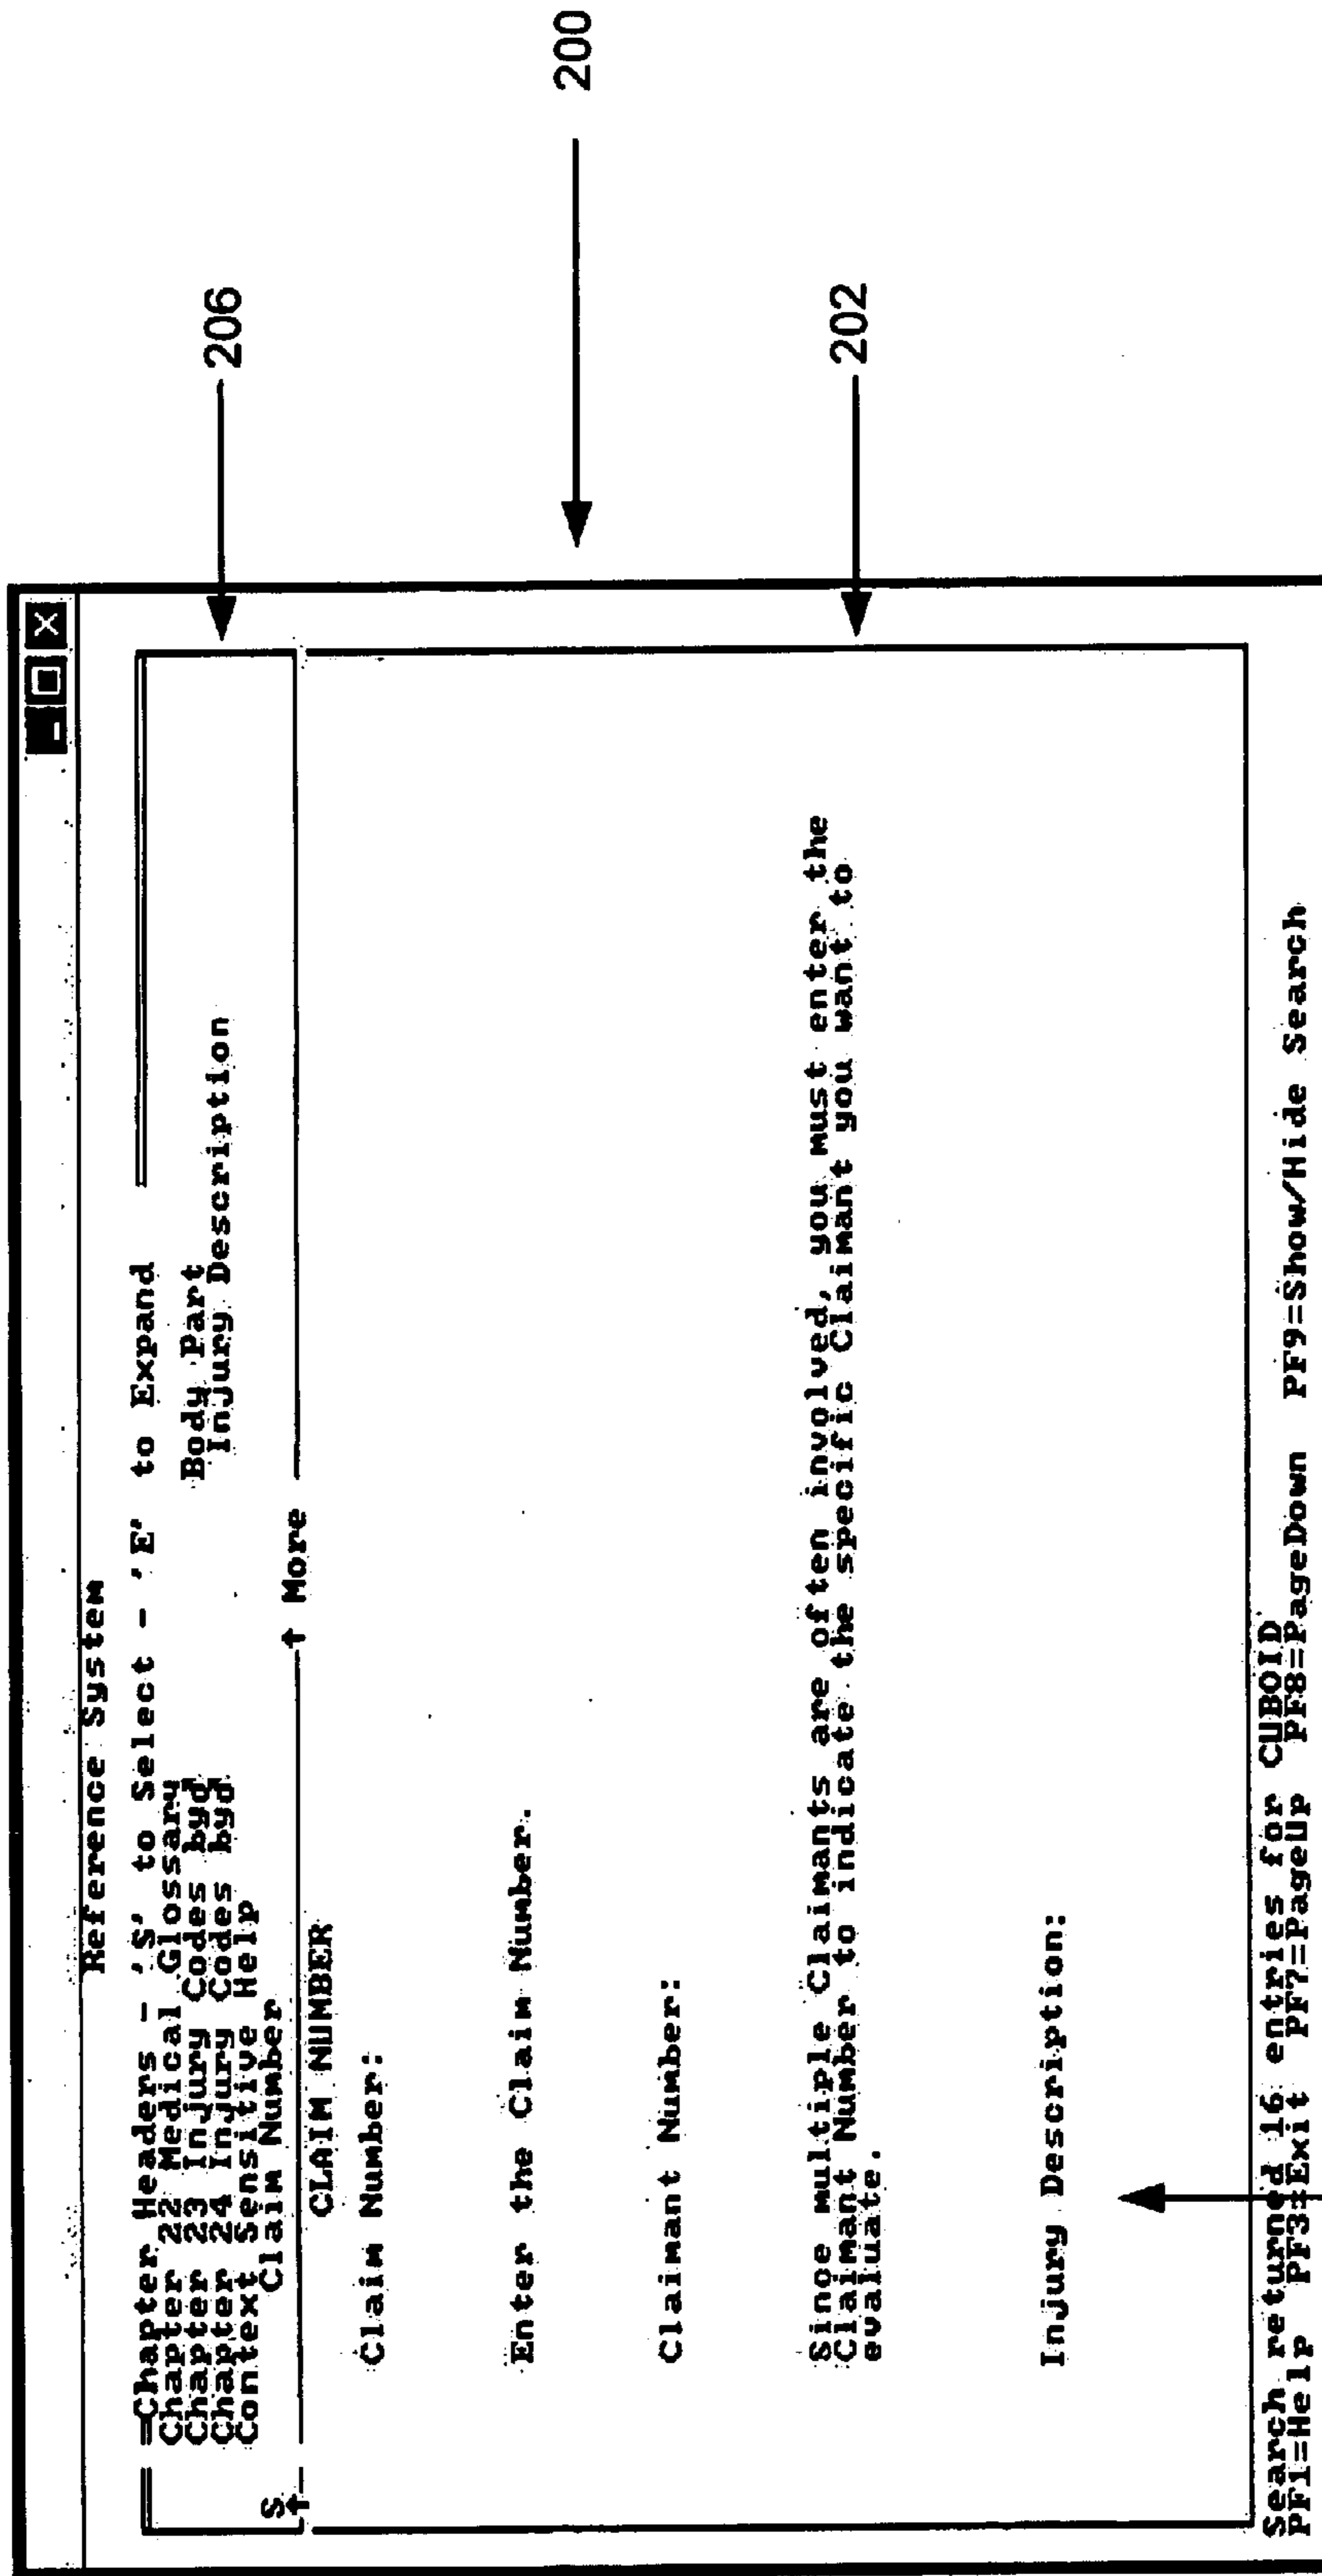 Reference System
Chapter Headers - 'S' to Select - 'E' to Expand
Chapter 22 Medical Glossary
Chapter 23 Injury Codes byd Body Part
Chapter 24 Injury Codes byd Injury Description
Context Sensitive Help
S Claim Number
↑ ↑ More
CLAIM NUMBER
Claim Number:
Enter the Claim Number.
Claimant Number:
Since multiple Claimants are often involved, you must enter the
Claimant Number to indicate the specific Claimant you want to
evaluate.
Injury Description:
Search returned 16 entries for CUBOID
PF1=Help PF3=Exit PF7=PageUp PF8=PageDown PF9=Show/Hide Search
206
200
202